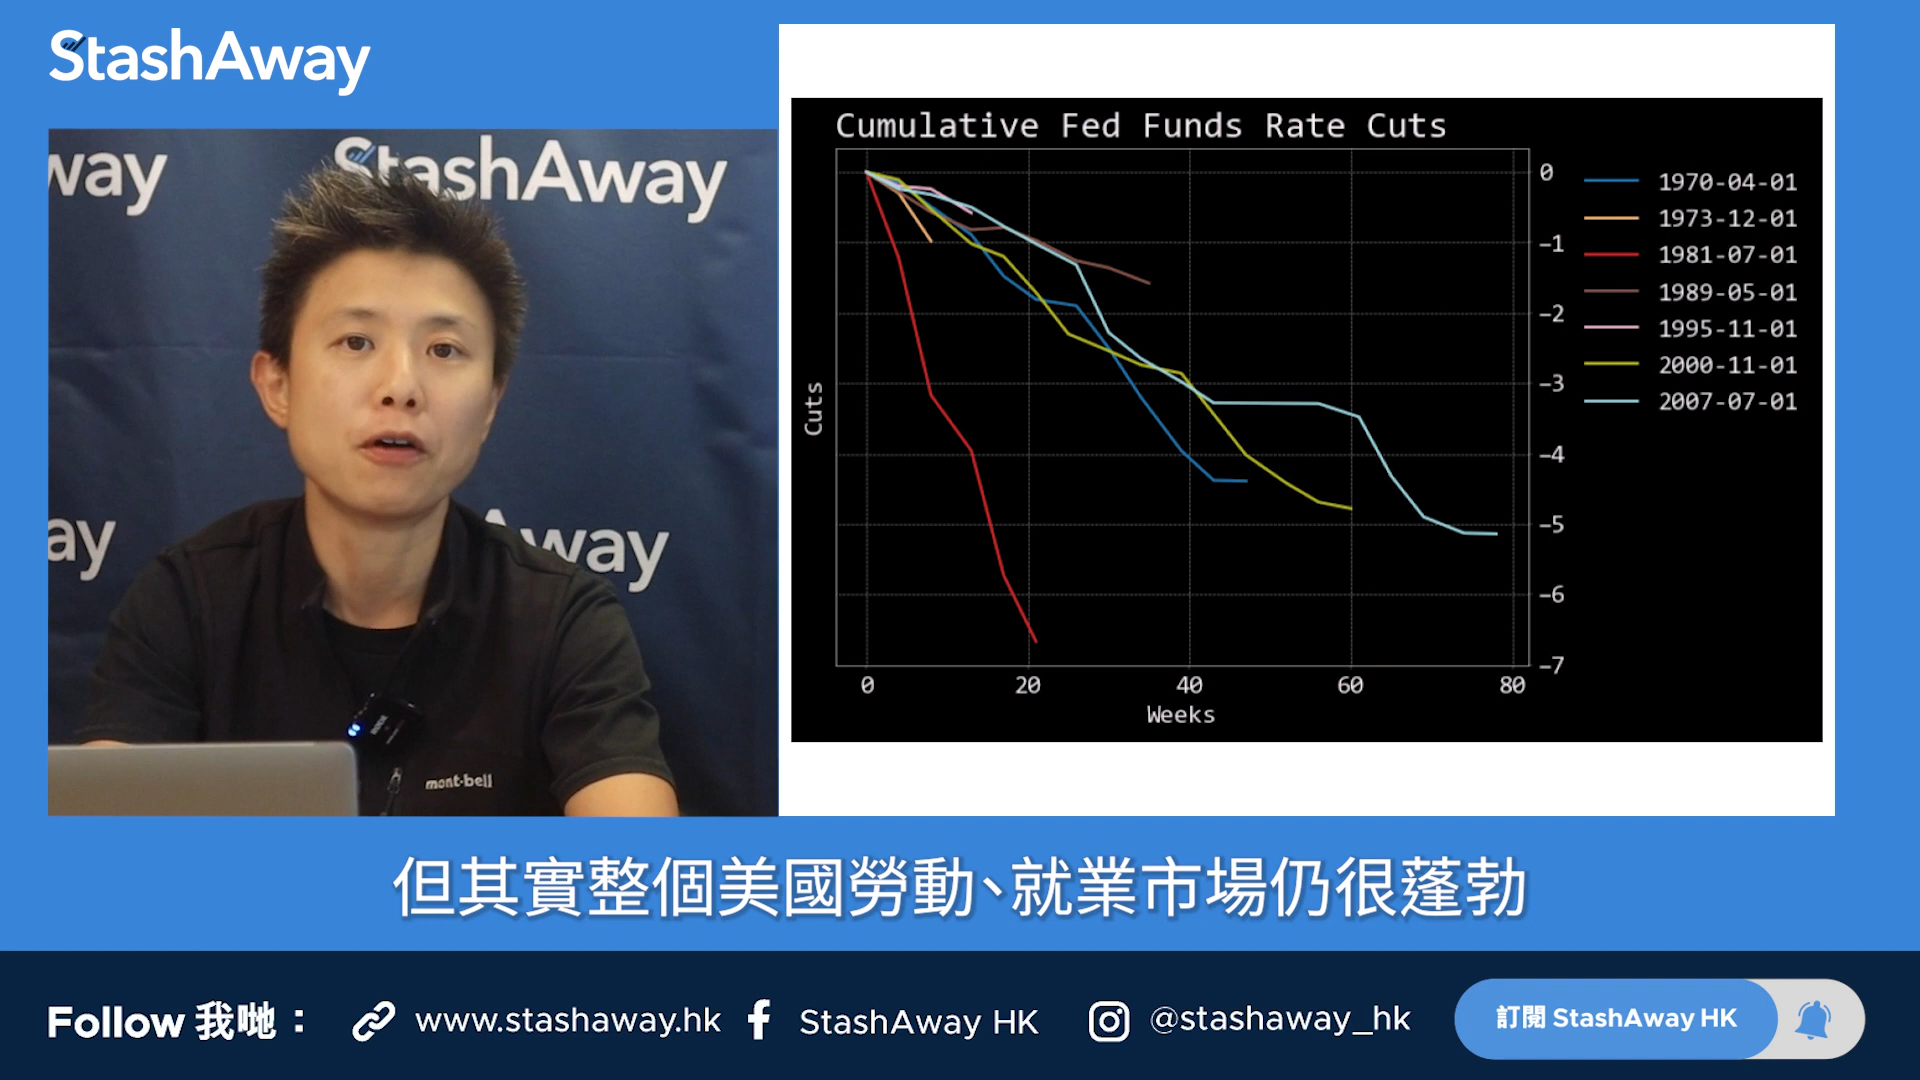 StashAway
way
StashAway
ay
Away
mont-bell
Cumulative Fed Funds Rate Cuts
0
-1
-2
-3
-4
-5
-6
-7
Cuts
0 20 40 60 80
Weeks
1970-04-01
1973-12-01
1981-07-01
1989-05-01
1995-11-01
2000-11-01
2007-07-01
但其實整個美國勞動、就業市場仍很蓬勃
Follow 我哋： www.stashaway.hk StashAway HK @stashaway_hk 訂閱 StashAway HK